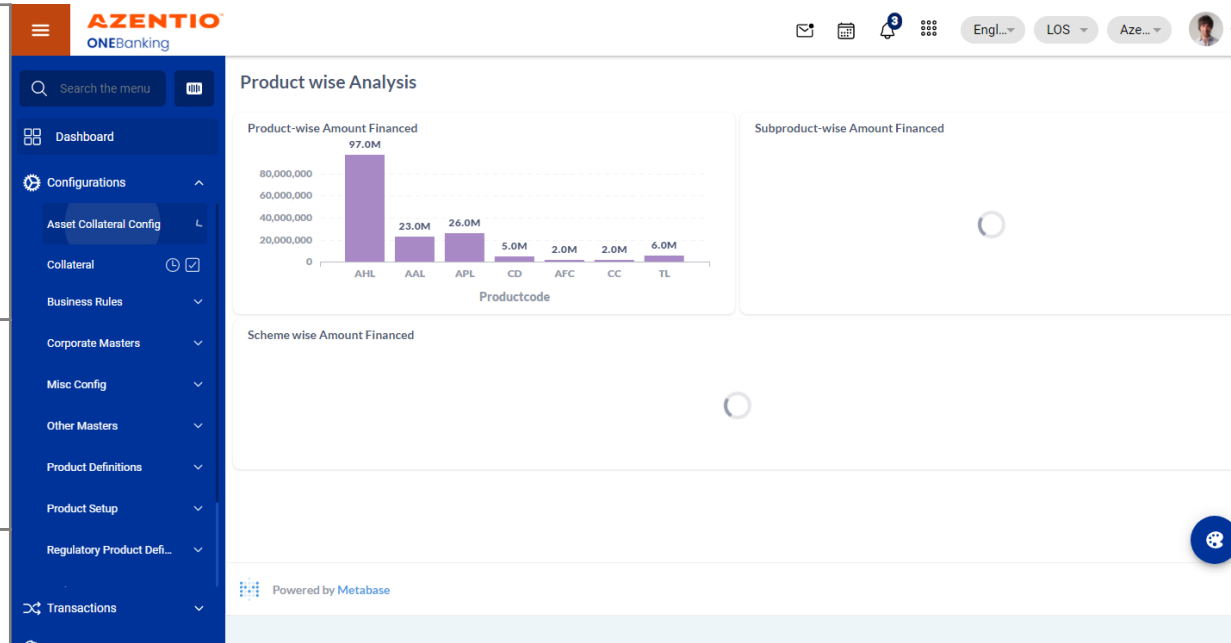 AZENTIO
ONEBanking
3
Engl...
LOS
Aze...
Search the menu
Dashboard
Configurations
Asset Collateral Config
Collateral
Business Rules
Corporate Masters
Misc Config
Other Masters
Product Definitions
Product Setup
Regulatory Product Defi...
Transactions
Product wise Analysis
Product-wise Amount Financed
97.0M
80,000,000
60,000,000
40,000,000
20,000,000
0
23.0M
26.0M
5.0M
2.0M
2.0M
6.0M
AHL
AAL
APL
CD
AFC
CC
TL
Productcode
Subproduct-wise Amount Financed
Scheme wise Amount Financed
Powered by Metabase